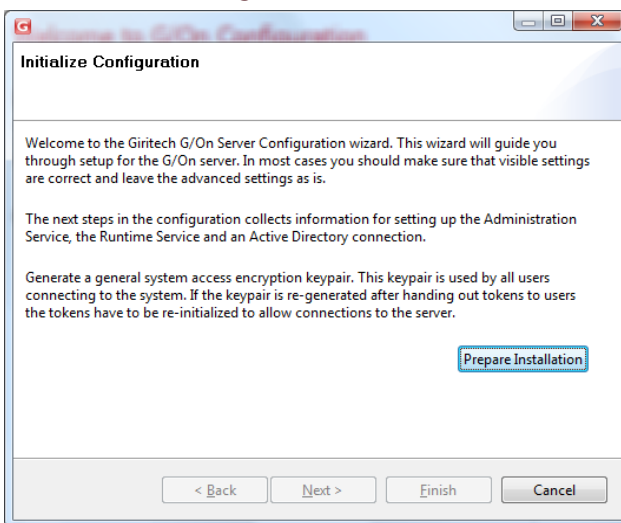 G
Welcome to G/On Configuration
Initialize Configuration
Welcome to the Giritech G/On Server Configuration wizard. This wizard will guide you
through setup for the G/On server. In most cases you should make sure that visible settings
are correct and leave the advanced settings as is.
The next steps in the configuration collects information for setting up the Administration
Service, the Runtime Service and an Active Directory connection.
Generate a general system access encryption keypair. This keypair is used by all users
connecting to the system. If the keypair is re-generated after handing out tokens to users
the tokens have to be re-initialized to allow connections to the server.
Prepare Installation
< Back
Next >
Finish
Cancel